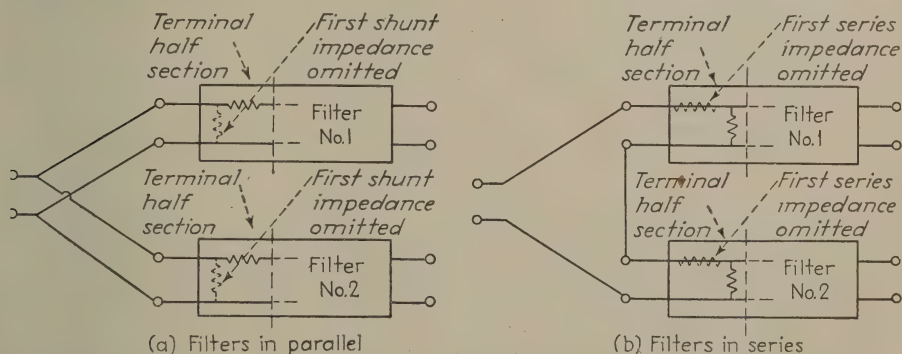 Terminal
half
section
First shunt
impedance
omitted
Filter
No.1
Terminal
half
section
First shunt
impedance
omitted
Filter
No.2
(a) Filters in parallel
Terminal
half
section
First series
impedance
omitted
Filter
No.1
Terminal
half
section
First series
impedance
omitted
Filter
No.2
(b) Filters in series